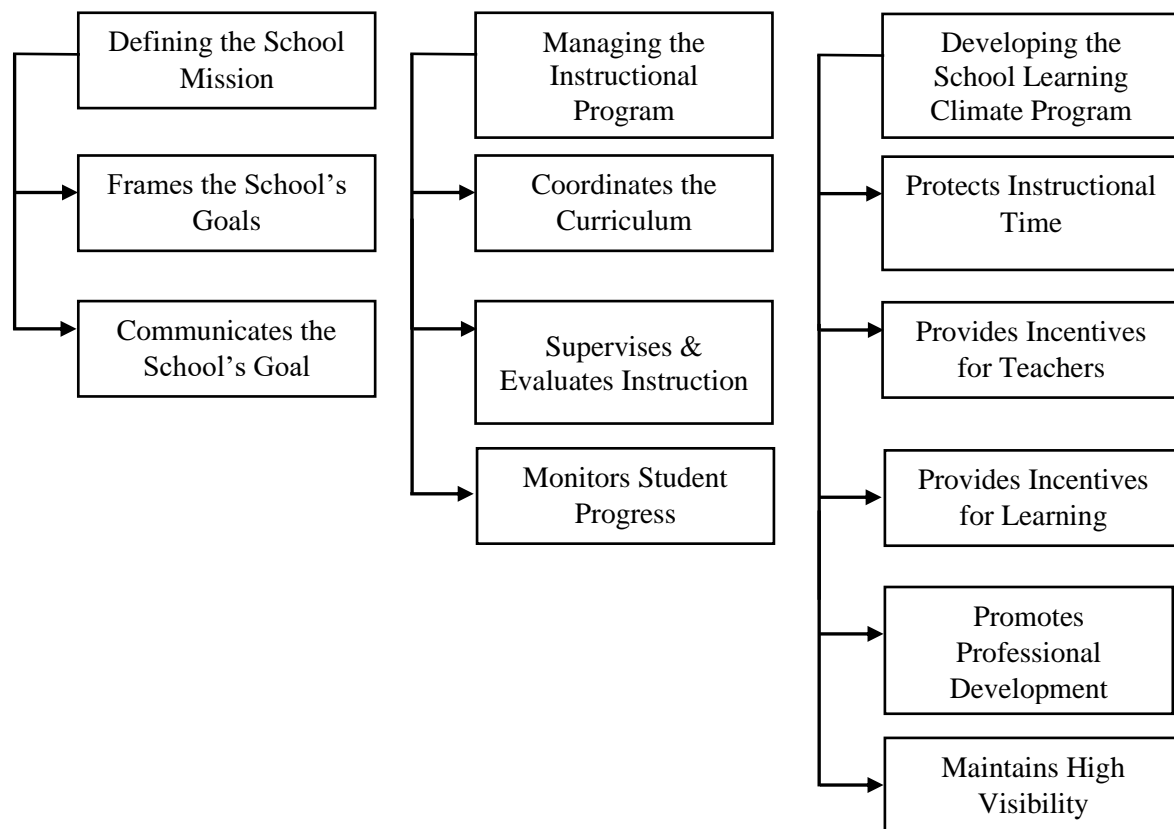 Defining the School
Mission
Frames the School’s
Goals
Communicates the
School’s Goal
Managing the
Instructional
Program
Coordinates the
Curriculum
Supervises &
Evaluates Instruction
Monitors Student
Progress
Developing the
School Learning
Climate Program
Protects Instructional
Time
Provides Incentives
for Teachers
Provides Incentives
for Learning
Promotes
Professional
Development
Maintains High
Visibility